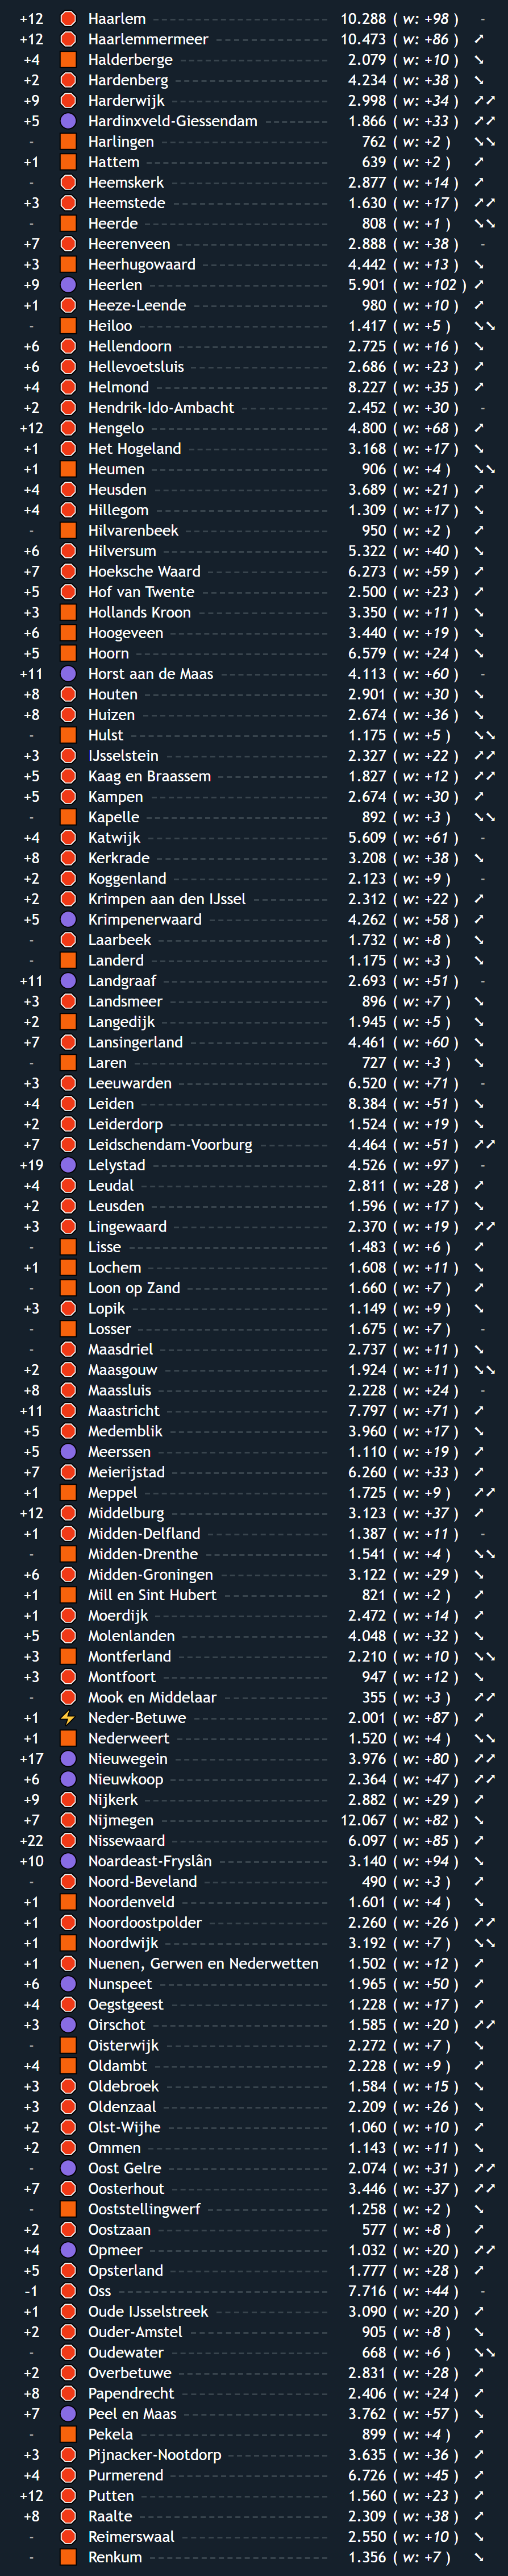 +12 Haarlem 10.288 ( w: +98 ) -
+12 Haarlemmermeer 10.473 ( w: +86 ) ↗
+4 Halderberge 2.079 ( w: +10 ) ↘
+2 Hardenberg 4.234 ( w: +38 ) ↘
+9 Harderwijk 2.998 ( w: +34 ) ↗↗
+5 Hardinxveld-Giessendam 1.866 ( w: +33 ) ↗↗
- Harlingen 762 ( w: +2 ) ↘↘
+1 Hattem 639 ( w: +2 ) ↗
- Heemskerk 2.877 ( w: +14 ) ↗
+3 Heemstede 1.630 ( w: +17 ) ↗↗
- Heerde 808 ( w: +1 ) ↘↘
+7 Heerenveen 2.888 ( w: +38 ) -
+3 Heerhugowaard 4.442 ( w: +13 ) ↘
+9 Heerlen 5.901 ( w: +102 ) ↗
+1 Heeze-Leende 980 ( w: +10 ) ↗
- Heiloo 1.417 ( w: +5 ) ↘↘
+6 Hellendoorn 2.725 ( w: +16 ) ↘
+6 Hellevoetsluis 2.686 ( w: +23 ) ↗
+4 Helmond 8.227 ( w: +35 ) ↗
+2 Hendrik-Ido-Ambacht 2.452 ( w: +30 ) -
+12 Hengelo 4.800 ( w: +68 ) ↗
+1 Het Hogeland 3.168 ( w: +17 ) ↘
+1 Heumen 906 ( w: +4 ) ↘↘
+4 Heusden 3.689 ( w: +21 ) ↗
+4 Hillegom 1.309 ( w: +17 ) ↘
- Hilvarenbeek 950 ( w: +2 ) ↗
+6 Hilversum 5.322 ( w: +40 ) ↘
+7 Hoeksche Waard 6.273 ( w: +59 ) ↗
+5 Hof van Twente 2.500 ( w: +23 ) ↗
+3 Hollands Kroon 3.350 ( w: +11 ) ↘
+6 Hoogeveen 3.440 ( w: +19 ) ↘
+5 Hoorn 6.579 ( w: +24 ) ↘
+11 Horst aan de Maas 4.113 ( w: +60 ) -
+8 Houten 2.901 ( w: +30 ) ↘
+8 Huizen 2.674 ( w: +36 ) ↘
- Hulst 1.175 ( w: +5 ) ↘↘
+3 IJsselstein 2.327 ( w: +22 ) ↗↗
+5 Kaag en Braassem 1.827 ( w: +12 ) ↗↗
+5 Kampen 2.674 ( w: +30 ) ↗
- Kapelle 892 ( w: +3 ) ↘↘
+4 Katwijk 5.609 ( w: +61 ) -
+8 Kerkrade 3.208 ( w: +38 ) ↘
+2 Koggenland 2.123 ( w: +9 ) -
+2 Krimpen aan den IJssel 2.312 ( w: +22 ) ↗
+5 Krimpenerwaard 4.262 ( w: +58 ) ↗
- Laarbeek 1.732 ( w: +8 ) ↘
- Landerd 1.175 ( w: +3 ) ↘
+11 Landgraaf 2.693 ( w: +51 ) -
+3 Landsmeer 896 ( w: +7 ) ↘
+2 Langedijk 1.945 ( w: +5 ) ↘
+7 Lansingerland 4.461 ( w: +60 ) ↘
- Laren 727 ( w: +3 ) ↘
+3 Leeuwarden 6.520 ( w: +71 ) -
+4 Leiden 8.384 ( w: +51 ) ↘
+2 Leiderdorp 1.524 ( w: +19 ) ↘
+7 Leidschendam-Voorburg 4.464 ( w: +51 ) ↗↗
+19 Lelystad 4.526 ( w: +97 ) -
+4 Leudal 2.811 ( w: +28 ) ↗
+2 Leusden 1.596 ( w: +17 ) ↘
+3 Lingewaard 2.370 ( w: +19 ) ↗↗
- Lisse 1.483 ( w: +6 ) ↗
+1 Lochem 1.608 ( w: +11 ) ↘
- Loon op Zand 1.660 ( w: +7 ) ↗
+3 Lopik 1.149 ( w: +9 ) ↘
- Losser 1.675 ( w: +7 ) -
- Maasdriel 2.737 ( w: +11 ) ↘
+2 Maasgouw 1.924 ( w: +11 ) ↘↘
+8 Maassluis 2.228 ( w: +24 ) -
+11 Maastricht 7.797 ( w: +71 ) ↗
+5 Medemblik 3.960 ( w: +17 ) ↘
+5 Meerssen 1.110 ( w: +19 ) ↗
+7 Meierijstad 6.260 ( w: +33 ) ↗
+1 Meppel 1.725 ( w: +9 ) ↗↗
+12 Middelburg 3.123 ( w: +37 ) ↗
+1 Midden-Delfland 1.387 ( w: +11 ) -
- Midden-Drenthe 1.541 ( w: +4 ) ↘↘
+6 Midden-Groningen 3.122 ( w: +29 ) ↘
+1 Mill en Sint Hubert 821 ( w: +2 ) ↗
+1 Moerdijk 2.472 ( w: +14 ) ↗
+5 Molenlanden 4.048 ( w: +32 ) ↘
+3 Montferland 2.210 ( w: +10 ) ↘↘
+3 Montfoort 947 ( w: +12 ) ↘
- Mook en Middelaar 355 ( w: +3 ) ↗↗
+1 Neder-Betuwe 2.001 ( w: +87 ) ↗
+1 Nederweert 1.520 ( w: +4 ) ↘↘
+17 Nieuwegein 3.976 ( w: +80 ) ↗↗
+6 Nieuwkoop 2.364 ( w: +47 ) ↗↗
+9 Nijkerk 2.882 ( w: +29 ) ↗
+7 Nijmegen 12.067 ( w: +82 ) ↘
+22 Nissewaard 6.097 ( w: +85 ) ↗
+10 Noardeast-Fryslân 3.140 ( w: +94 ) ↘
- Noord-Beveland 490 ( w: +3 ) ↗
+1 Noordenveld 1.601 ( w: +4 ) ↘
+1 Noordoostpolder 2.260 ( w: +26 ) ↗↗
+1 Noordwijk 3.192 ( w: +7 ) ↘↘
+1 Nuenen, Gerwen en Nederwetten 1.502 ( w: +12 ) ↗
+6 Nunspeet 1.965 ( w: +50 ) ↗
+4 Oegstgeest 1.228 ( w: +17 ) ↗
+3 Oirschot 1.585 ( w: +20 ) ↗↗
- Oisterwijk 2.272 ( w: +7 ) ↘
+4 Oldambt 2.228 ( w: +9 ) ↗
+3 Oldebroek 1.584 ( w: +15 ) ↘
+3 Oldenzaal 2.209 ( w: +26 ) ↘
+2 Olst-Wijhe 1.060 ( w: +10 ) ↗
+2 Ommen 1.143 ( w: +11 ) ↘
- Oost Gelre 2.074 ( w: +31 ) ↗↗
+7 Oosterhout 3.446 ( w: +37 ) ↗↗
- Ooststellingwerf 1.258 ( w: +2 ) ↘
+2 Oostzaan 577 ( w: +8 ) ↗
+4 Opmeer 1.032 ( w: +20 ) ↗↗
+5 Opsterland 1.777 ( w: +28 ) ↗
-1 Oss 7.716 ( w: +44 ) -
+1 Oude IJsselstreek 3.090 ( w: +20 ) ↗
+2 Ouder-Amstel 905 ( w: +8 ) ↘
- Oudewater 668 ( w: +6 ) ↘↘
+2 Overbetuwe 2.831 ( w: +28 ) ↗
+8 Papendrecht 2.406 ( w: +24 ) ↗
+7 Peel en Maas 3.762 ( w: +57 ) ↘
- Pekela 899 ( w: +4 ) ↗
+3 Pijnacker-Nootdorp 3.635 ( w: +36 ) ↗
+4 Purmerend 6.726 ( w: +45 ) ↗
+12 Putten 1.560 ( w: +23 ) ↗
+8 Raalte 2.309 ( w: +38 ) ↗
- Reimerswaal 2.550 ( w: +10 ) ↘
- Renkum 1.356 ( w: +7 ) ↘